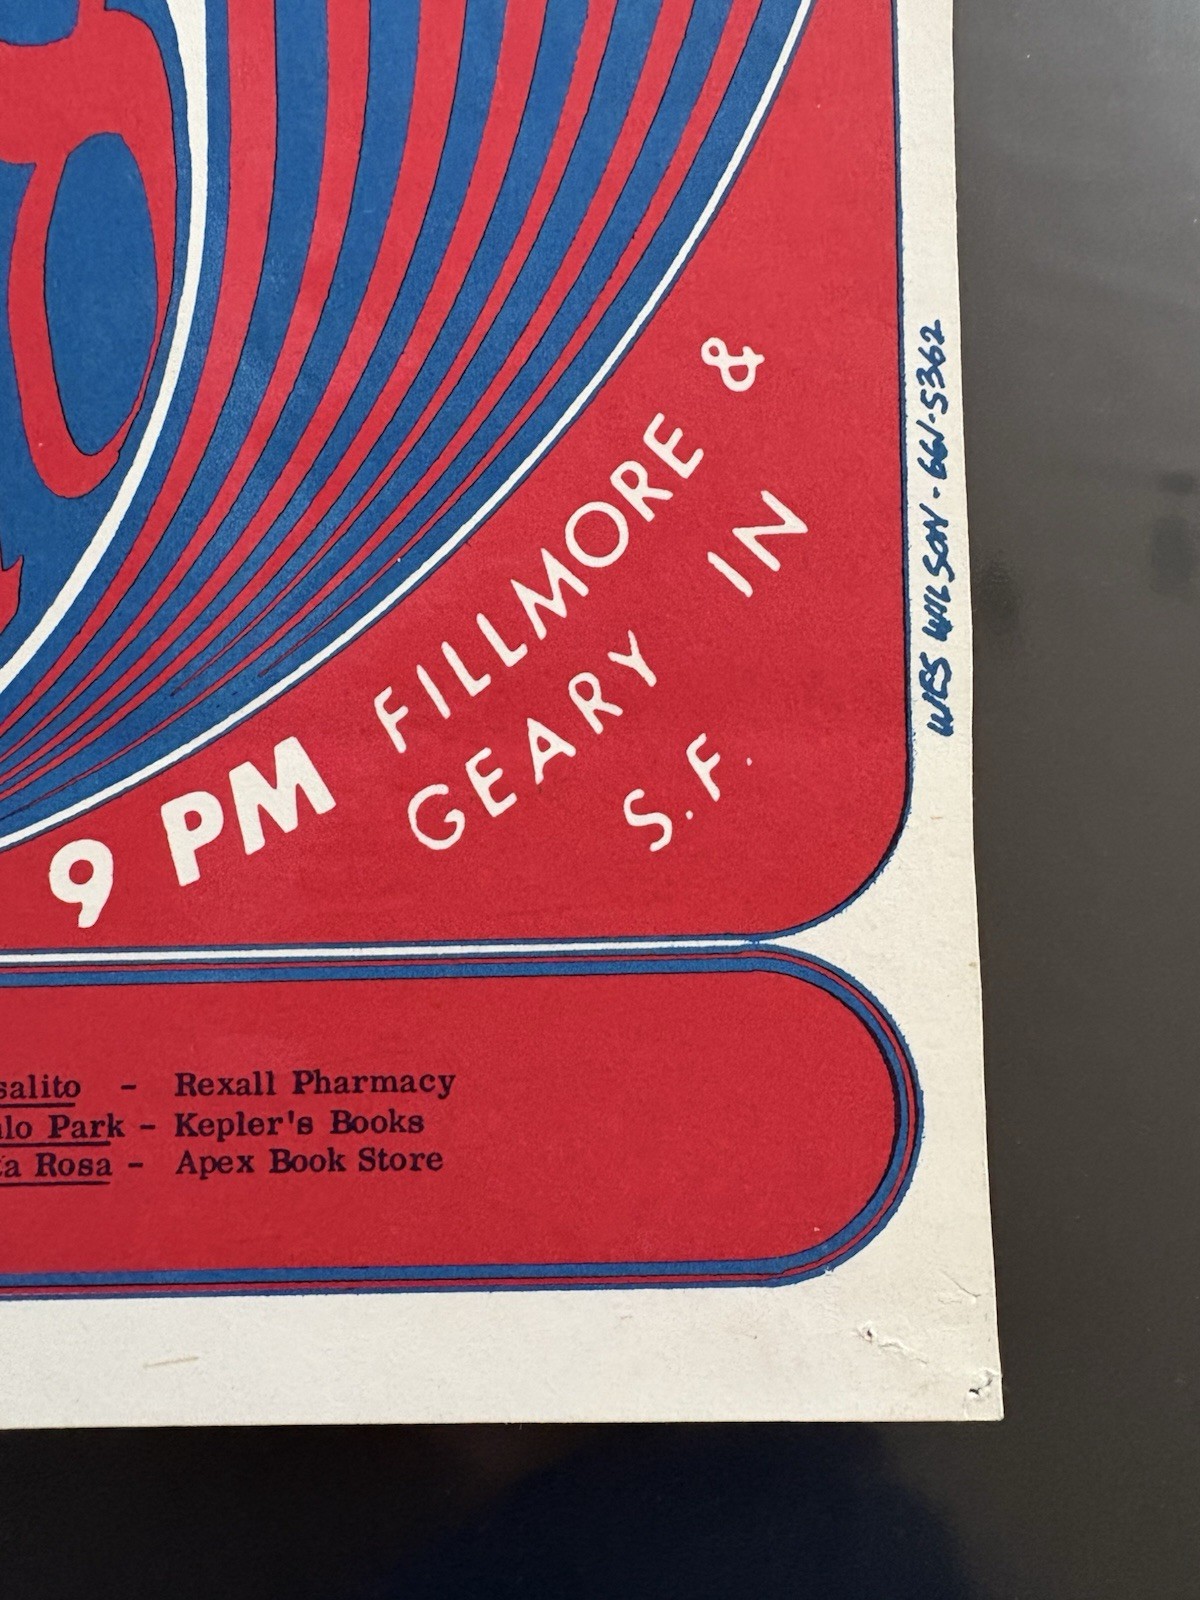 9 PM FILLMORE &
GEARY IN
S.F.
WES WILSON - 661-5362
salito - Rexall Pharmacy
lo Park - Kepler's Books
ta Rosa - Apex Book Store